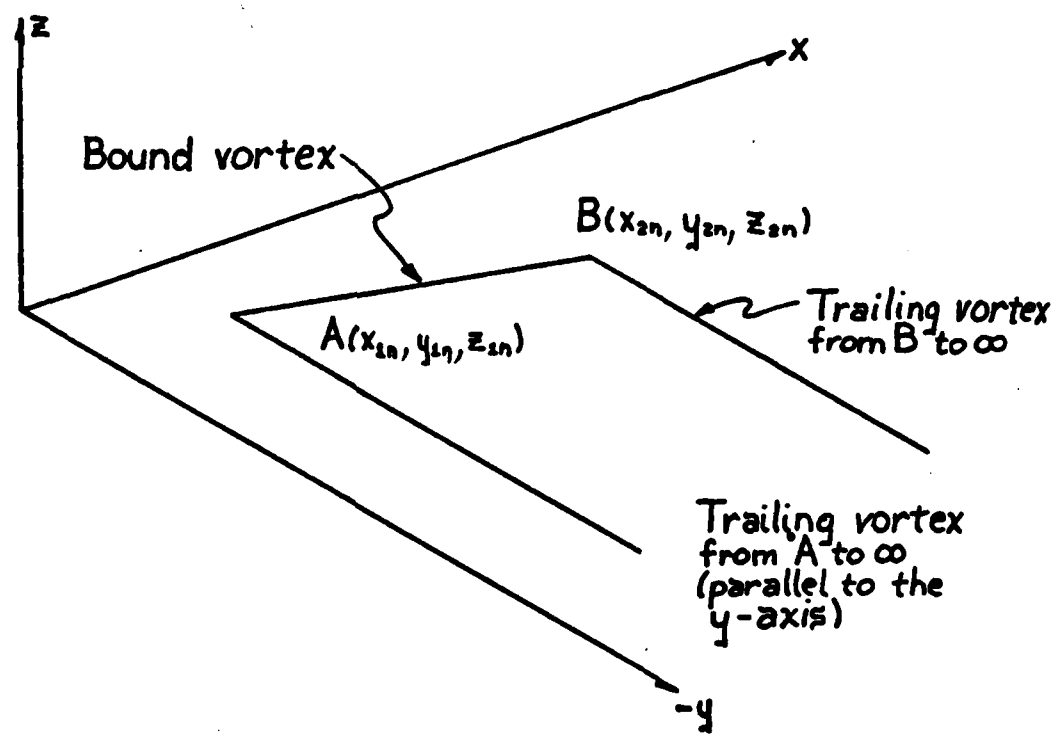 z
x
Bound vortex
B(x₂ₙ, y₂ₙ, z₂ₙ)
A(x₁ₙ, y₁ₙ, z₁ₙ)
Trailing vortex
from B to ∞
Trailing vortex
from A to ∞
(parallel to the
y-axis)
-y